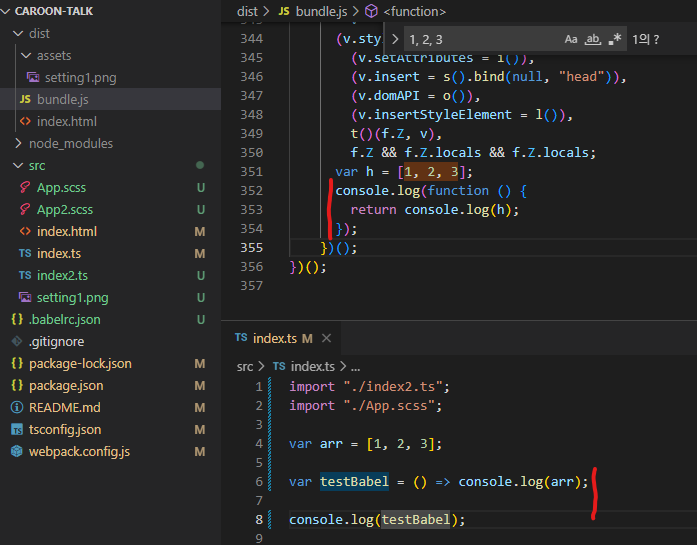 CAROON-TALK
dist
assets
setting1.png
JS bundle.js
<> index.html
node_modules
src
App.scss U
App2.scss U
<> index.html M
TS index.ts M
TS index2.ts U
setting1.png U
{} .babelrc.json U
.gitignore
{} package-lock.json M
{} package.json M
README.md M
tsconfig.json M
webpack.config.js M
dist > JS bundle.js > <function>
1, 2, 3 Aa ab .* 1의 ?
344 (v.sty
345 (v.setAttributes = i()),
346 (v.insert = s().bind(null, "head")),
347 (v.domAPI = o()),
348 (v.insertStyleElement = l()),
349 t()(f.Z, v),
350 f.Z && f.Z.locals && f.Z.locals;
351 var h = [1, 2, 3];
352 console.log(function () {
353 return console.log(h);
354 });
355 })();
356 })();
357
TS index.ts M ×
src > TS index.ts > ...
1 import "./index2.ts";
2 import "./App.scss";
3
4 var arr = [1, 2, 3];
5
6 var testBabel = () => console.log(arr);
7
8 console.log(testBabel);
9